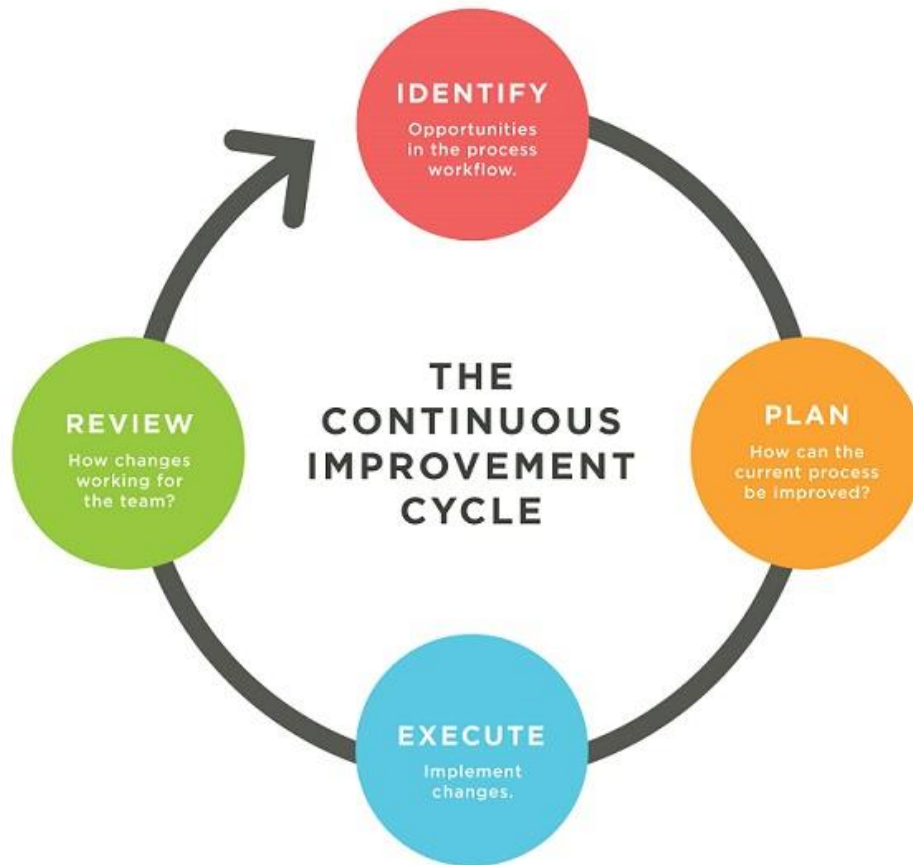 IDENTIFY
Opportunities
in the process
workflow.
PLAN
How can the
current process
be improved?
EXECUTE
Implement
changes.
REVIEW
How changes
working for
the team?
THE
CONTINUOUS
IMPROVEMENT
CYCLE